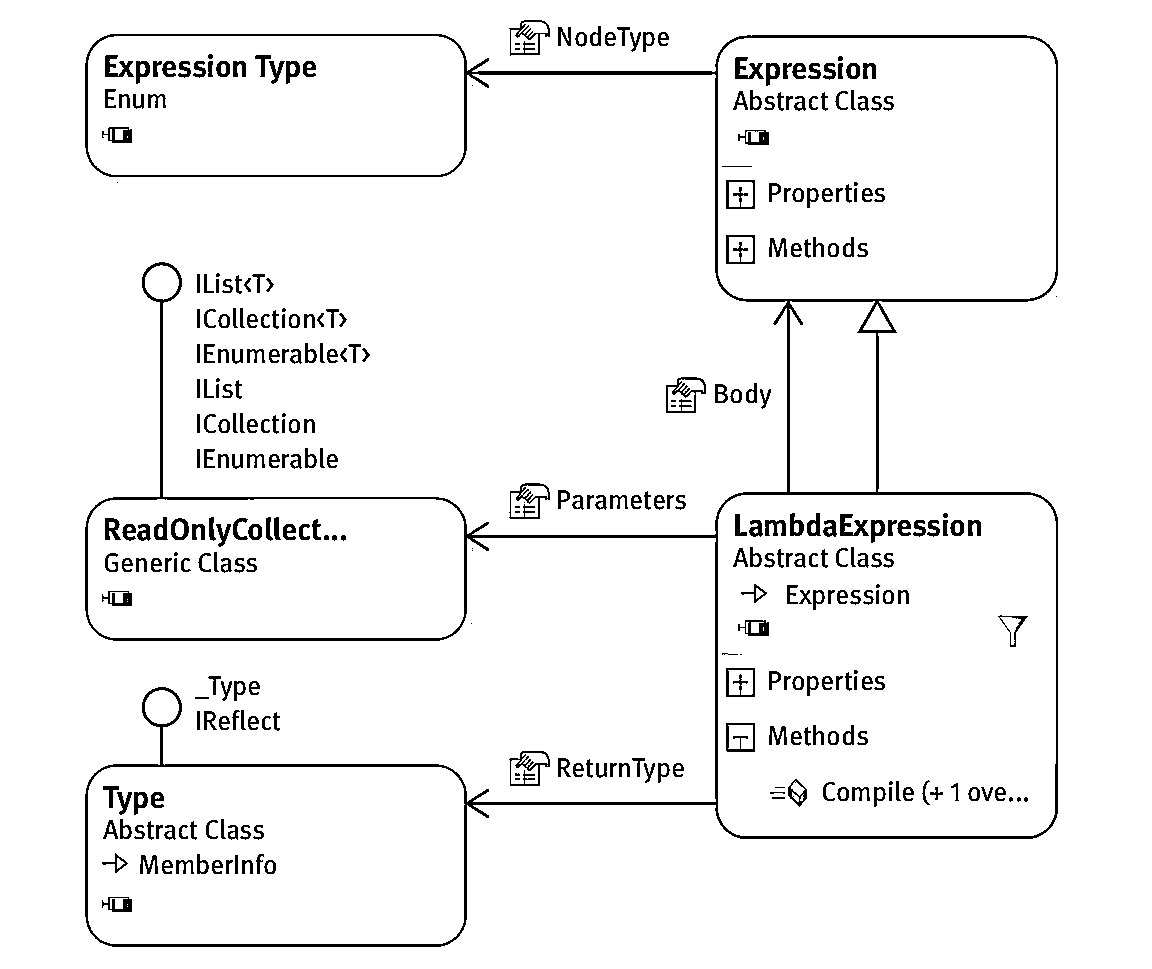 NodeType
Expression Type
Enum
Expression
Abstract Class
Properties
Methods
IList<T>
ICollection<T>
IEnumerable<T>
IList
ICollection
IEnumerable
Body
ReadOnlyCollect...
Generic Class
Parameters
LambdaExpression
Abstract Class
Expression
Properties
Methods
Compile (+ 1 ove...
_Type
IReflect
ReturnType
Type
Abstract Class
MemberInfo